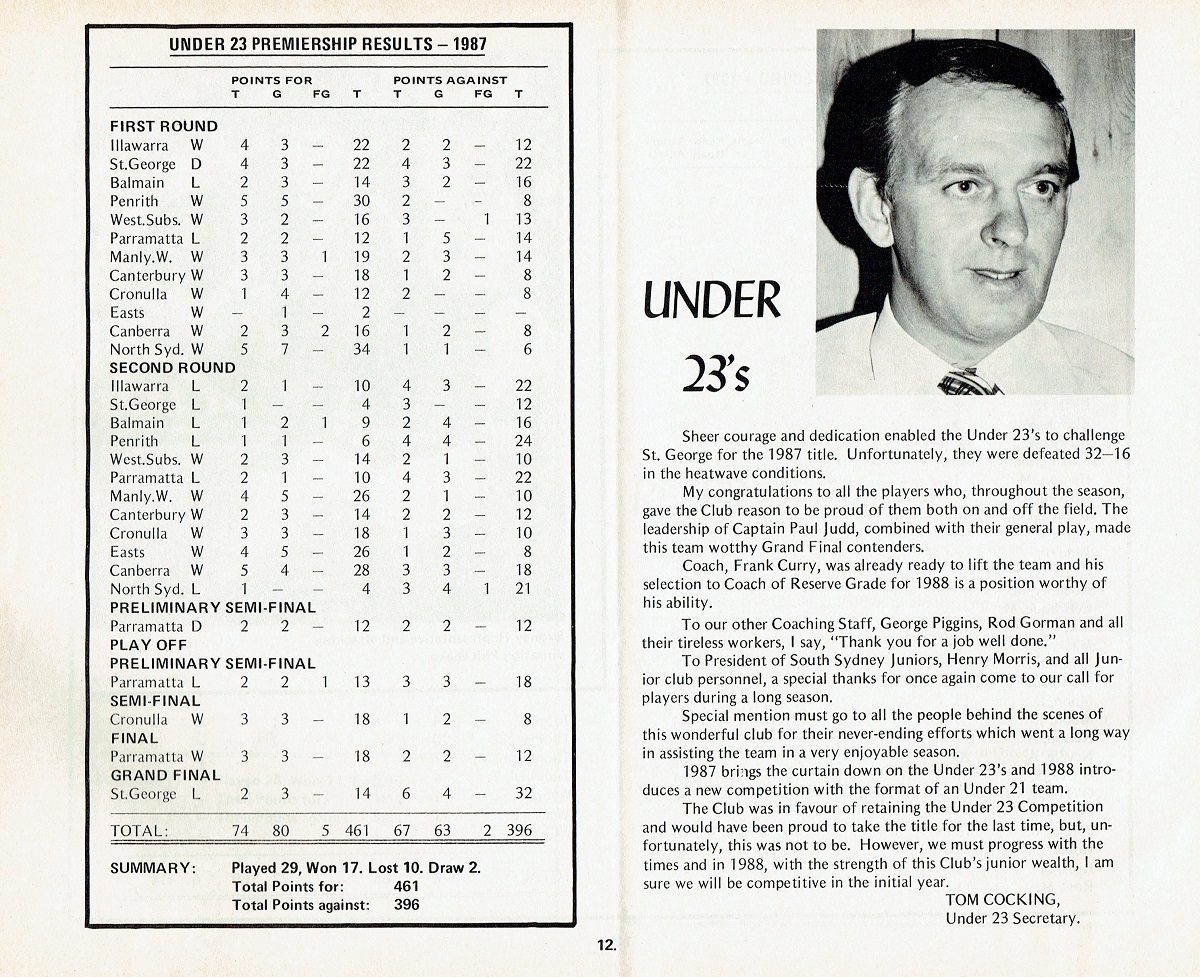 UNDER 23 PREMIERSHIP RESULTS – 1987
POINTS FOR POINTS AGAINST
T G FG T T G FG T
FIRST ROUND
Illawarra W 4 3 – 22 2 2 – 12
St.George D 4 3 – 22 4 3 – 22
Balmain L 2 3 – 14 3 2 – 16
Penrith W 5 5 – 30 2 – - 8
West.Subs. W 3 2 – 16 3 – 1 13
Parramatta L 2 2 – 12 1 5 – 14
Manly.W. W 3 3 1 19 2 3 – 14
Canterbury W 3 3 – 18 1 2 – 8
Cronulla W 1 4 – 12 2 – – 8
Easts W – 1 – 2 – – – –
Canberra W 2 3 2 16 1 2 – 8
North Syd. W 5 7 – 34 1 1 – 6
SECOND ROUND
Illawarra L 2 1 – 10 4 3 – 22
St.George L 1 – – 4 3 – – 12
Balmain L 1 2 1 9 2 4 – 16
Penrith L 1 1 – 6 4 4 – 24
West.Subs. W 2 3 – 14 2 1 – 10
Parramatta L 2 1 – 10 4 3 – 22
Manly.W. W 4 5 – 26 2 1 – 10
Canterbury W 2 3 – 14 2 2 – 12
Cronulla W 3 3 – 18 1 3 – 10
Easts W 4 5 – 26 1 2 – 8
Canberra W 5 4 – 28 3 3 – 18
North Syd. L 1 – – 4 3 4 1 21
PRELIMINARY SEMI-FINAL
Parramatta D 2 2 – 12 2 2 – 12
PLAY OFF
PRELIMINARY SEMI-FINAL
Parramatta L 2 2 1 13 3 3 – 18
SEMI-FINAL
Cronulla W 3 3 – 18 1 2 – 8
FINAL
Parramatta W 3 3 – 18 2 2 – 12
GRAND FINAL
St.George L 2 3 – 14 6 4 – 32
TOTAL: 74 80 5 461 67 63 2 396
SUMMARY: Played 29, Won 17. Lost 10. Draw 2.
Total Points for: 461
Total Points against: 396
12.
UNDER
23's
Sheer courage and dedication enabled the Under 23's to challenge
St. George for the 1987 title. Unfortunately, they were defeated 32–16
in the heatwave conditions.
My congratulations to all the players who, throughout the season,
gave the Club reason to be proud of them both on and off the field. The
leadership of Captain Paul Judd, combined with their general play, made
this team wotthy Grand Final contenders.
Coach, Frank Curry, was already ready to lift the team and his
selection to Coach of Reserve Grade for 1988 is a position worthy of
his ability.
To our other Coaching Staff, George Piggins, Rod Gorman and all
their tireless workers, I say, "Thank you for a job well done."
To President of South Sydney Juniors, Henry Morris, and all Jun-
ior club personnel, a special thanks for once again come to our call for
players during a long season.
Special mention must go to all the people behind the scenes of
this wonderful club for their never-ending efforts which went a long way
in assisting the team in a very enjoyable season.
1987 brings the curtain down on the Under 23's and 1988 intro-
duces a new competition with the format of an Under 21 team.
The Club was in favour of retaining the Under 23 Competition
and would have been proud to take the title for the last time, but, un-
fortunately, this was not to be. However, we must progress with the
times and in 1988, with the strength of this Club's junior wealth, I am
sure we will be competitive in the initial year.
TOM COCKING,
Under 23 Secretary.